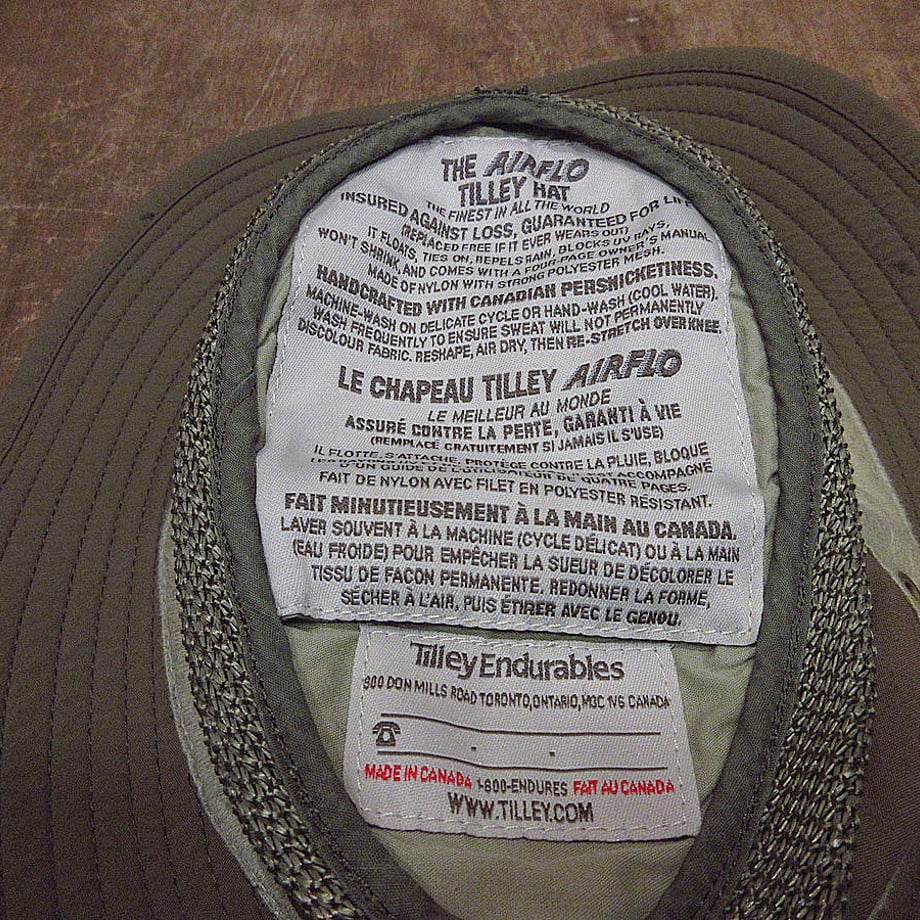 THE AIRFLO
TILLEY HAT
THE FINEST IN ALL THE WORLD
INSURED AGAINST LOSS, GUARANTEED FOR LIFE
(REPLACED FREE IF IT EVER WEARS OUT)
IT FLOATS, TIES ON, REPELS RAIN, BLOCKS UV RAYS,
WON'T SHRINK, AND COMES WITH A FOUR-PAGE OWNER'S MANUAL
MADE OF NYLON WITH STRONG POLYESTER MESH.
HANDCRAFTED WITH CANADIAN PERSNICKETINESS.
MACHINE-WASH ON DELICATE CYCLE OR HAND-WASH (COOL WATER).
WASH FREQUENTLY TO ENSURE SWEAT WILL NOT PERMANENTLY
DISCOLOUR FABRIC. RESHAPE, AIR DRY, THEN RE-STRETCH OVER KNEE.
LE CHAPEAU TILLEY AIRFLO
LE MEILLEUR AU MONDE
ASSURÉ CONTRE LA PERTE, GARANTI À VIE
(REMPLACÉ GRATUITEMENT SI JAMAIS IL S'USE)
IL FLOTTE, S'ATTACHE, PROTÈGE CONTRE LA PLUIE, BLOQUE
D'UN GUIDE DE L'UTILISATEUR DE QUATRE PAGES.
FAIT DE NYLON AVEC FILET EN POLYESTER RÉSISTANT.
FAIT MINUTIEUSEMENT À LA MAIN AU CANADA.
LAVER SOUVENT À LA MACHINE (CYCLE DÉLICAT) OU À LA MAIN
(EAU FROIDE) POUR EMPÊCHER LA SUEUR DE DÉCOLORER LE
TISSU DE FACON PERMANENTE. REDONNER LA FORME,
SÉCHER À L'AIR, PUIS ÉTIRER AVEC LE GENOU.
Tilley Endurables
900 DON MILLS ROAD TORONTO, ONTARIO, M3C 1V6 CANADA
MADE IN CANADA 1-800-ENDURES FAIT AU CANADA
WWW.TILLEY.COM